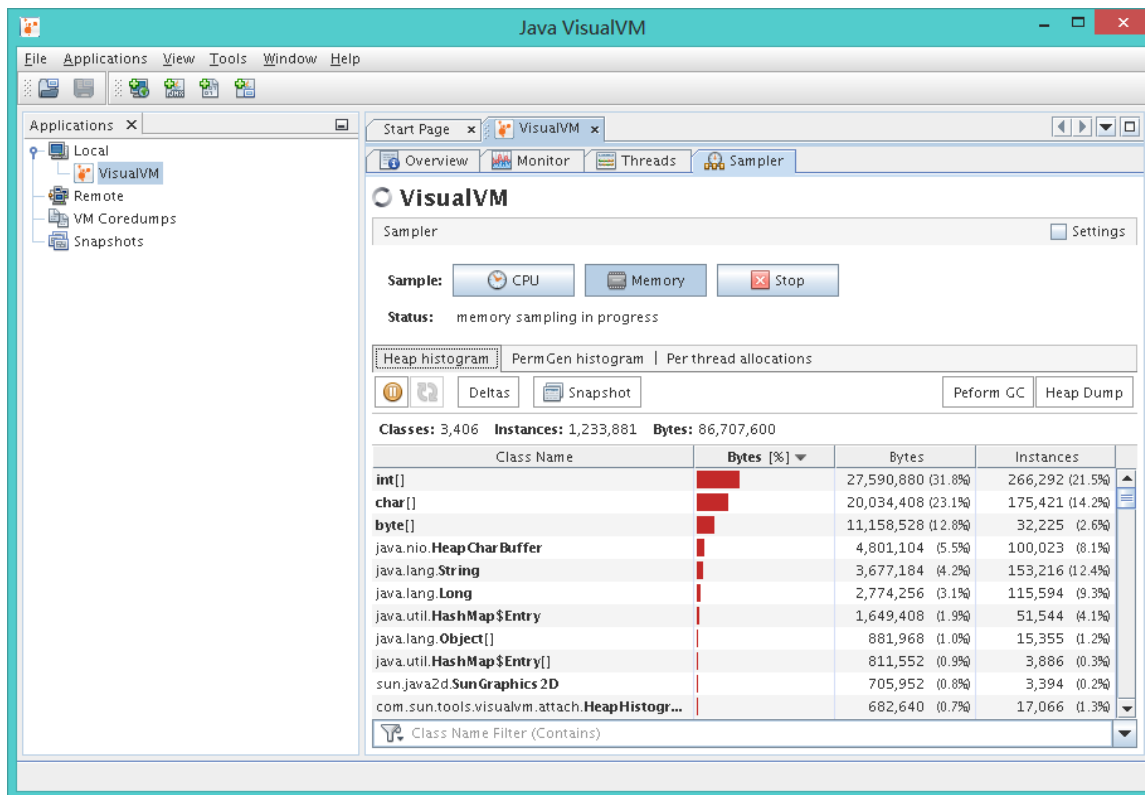 Java VisualVM
File Applications View Tools Window Help
Applications
Local
VisualVM
Remote
VM Coredumps
Snapshots
Start Page VisualVM
Overview Monitor Threads Sampler
VisualVM
Sampler Settings
Sample: CPU Memory Stop
Status: memory sampling in progress
Heap histogram PermGen histogram | Per thread allocations
Deltas Snapshot Peform GC Heap Dump
Classes: 3,406 Instances: 1,233,881 Bytes: 86,707,600
Class Name Bytes [%] Bytes Instances
int[] 27,590,880 (31.8%) 266,292 (21.5%)
char[] 20,034,408 (23.1%) 175,421 (14.2%)
byte[] 11,158,528 (12.8%) 32,225 (2.6%)
java.nio.HeapCharBuffer 4,801,104 (5.5%) 100,023 (8.1%)
java.lang.String 3,677,184 (4.2%) 153,216 (12.4%)
java.lang.Long 2,774,256 (3.1%) 115,594 (9.3%)
java.util.HashMap$Entry 1,649,408 (1.9%) 51,544 (4.1%)
java.lang.Object[] 881,968 (1.0%) 15,355 (1.2%)
java.util.HashMap$Entry[] 811,552 (0.9%) 3,886 (0.3%)
sun.java2d.SunGraphics2D 705,952 (0.8%) 3,394 (0.2%)
com.sun.tools.visualvm.attach.HeapHistogr... 682,640 (0.7%) 17,066 (1.3%)
Class Name Filter (Contains)